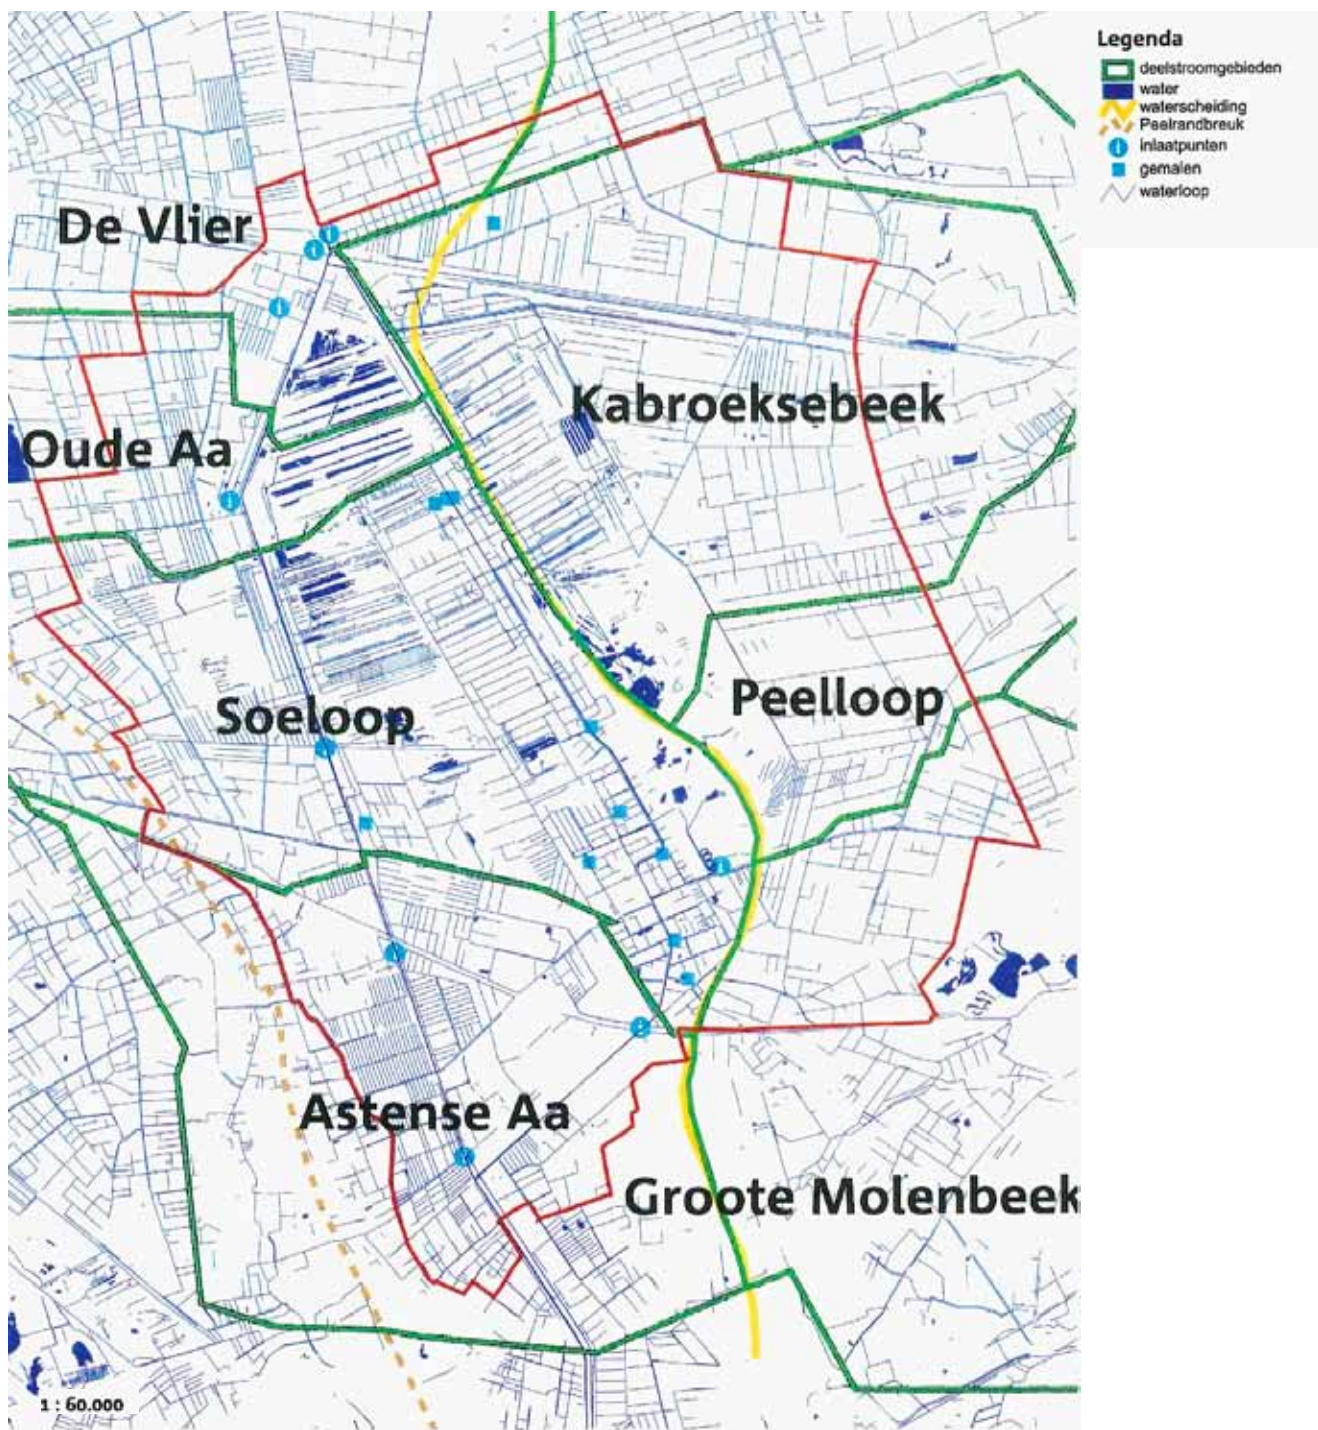 Legenda
deelstroomgebieden
water
waterscheiding
Peelrandbreuk
i inlaatpunten
gemalen
waterloop
De Vlier
Kabroeksebeek
Oude Aa
Peelloop
Soeloop
Astense Aa
Groote Molenbeek
1 : 60.000